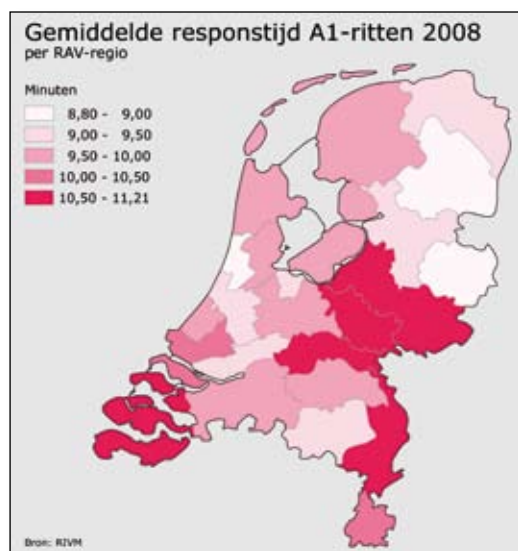 Gemiddelde responstijd A1-ritten 2008
per RAV-regio
Minuten
8,80 - 9,00
9,00 - 9,50
9,50 - 10,00
10,00 - 10,50
10,50 - 11,21
Bron: RIVM